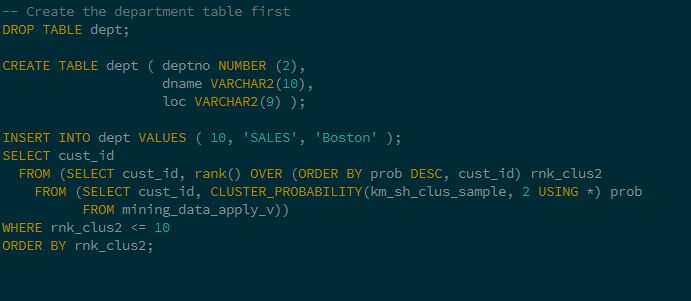 -- Create the department table first
DROP TABLE dept;
CREATE TABLE dept ( deptno NUMBER (2),
dname VARCHAR2(10),
loc VARCHAR2(9) );
INSERT INTO dept VALUES ( 10, 'SALES', 'Boston' );
SELECT cust_id
FROM (SELECT cust_id, rank() OVER (ORDER BY prob DESC, cust_id) rnk_clus2
FROM (SELECT cust_id, CLUSTER_PROBABILITY(km_sh_clus_sample, 2 USING *) prob
FROM mining_data_apply_v))
WHERE rnk_clus2 <= 10
ORDER BY rnk_clus2;